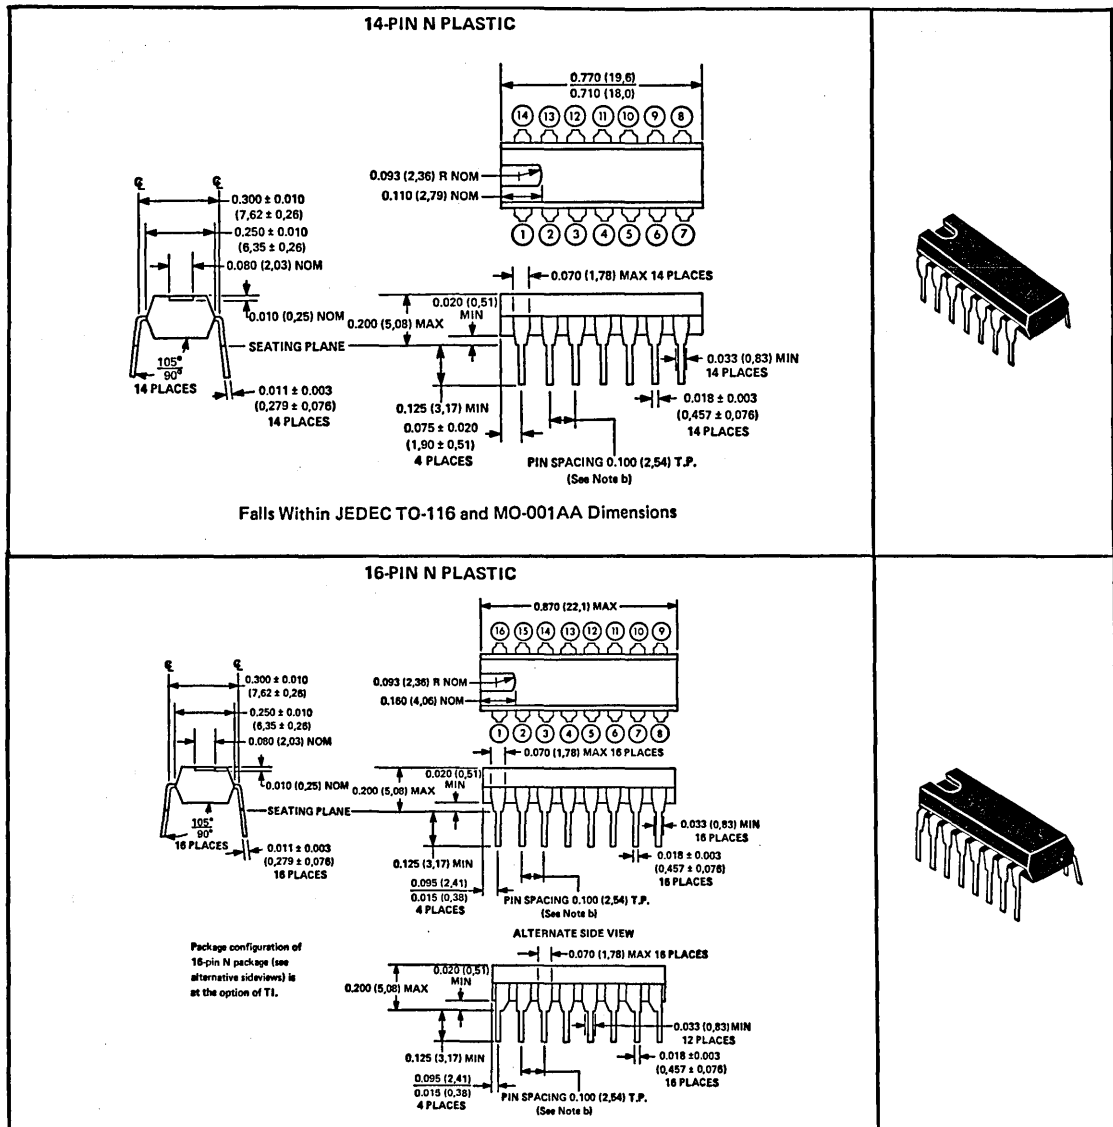 14-PIN N PLASTIC
0.770 (19,6)
0.710 (18,0)
14 13 12 11 10 9 8
0.093 (2,36) R NOM
0.110 (2,79) NOM
1 2 3 4 5 6 7
℄ ℄
0.300 ± 0.010
(7,62 ± 0,26)
0.250 ± 0.010
(6,35 ± 0,26)
0.080 (2,03) NOM
0.010 (0,25) NOM
105°
90°
14 PLACES
0.011 ± 0.003
(0,279 ± 0,076)
14 PLACES
SEATING PLANE
0.070 (1,78) MAX 14 PLACES
0.020 (0,51)
MIN
0.200 (5,08) MAX
0.033 (0,83) MIN
14 PLACES
0.125 (3,17) MIN
0.018 ± 0.003
(0,457 ± 0,076)
14 PLACES
0.075 ± 0.020
(1,90 ± 0,51)
4 PLACES
PIN SPACING 0.100 (2,54) T.P.
(See Note b)
Falls Within JEDEC TO-116 and MO-001AA Dimensions
16-PIN N PLASTIC
0.870 (22,1) MAX
16 15 14 13 12 11 10 9
0.093 (2,36) R NOM
0.160 (4,06) NOM
1 2 3 4 5 6 7 8
℄ ℄
0.300 ± 0.010
(7,62 ± 0,26)
0.250 ± 0.010
(6,35 ± 0,26)
0.080 (2,03) NOM
0.010 (0,25) NOM
105°
90°
16 PLACES
0.011 ± 0.003
(0,279 ± 0,076)
16 PLACES
SEATING PLANE
0.070 (1,78) MAX 16 PLACES
0.020 (0,51)
MIN
0.200 (5,08) MAX
0.033 (0,83) MIN
16 PLACES
0.125 (3,17) MIN
0.018 ± 0.003
(0,457 ± 0,076)
16 PLACES
0.095 (2,41)
0.015 (0,38)
4 PLACES
PIN SPACING 0.100 (2,54) T.P.
(See Note b)
Package configuration of
16-pin N package (see
alternative sideviews) is
at the option of TI.
ALTERNATE SIDE VIEW
0.070 (1,78) MAX 16 PLACES
0.020 (0,51)
MIN
0.200 (5,08) MAX
0.033 (0,83) MIN
12 PLACES
0.125 (3,17) MIN
0.018 ±0.003
(0,457 ± 0,076)
16 PLACES
0.095 (2,41)
0.015 (0,38)
4 PLACES
PIN SPACING 0.100 (2,54) T.P.
(See Note b)